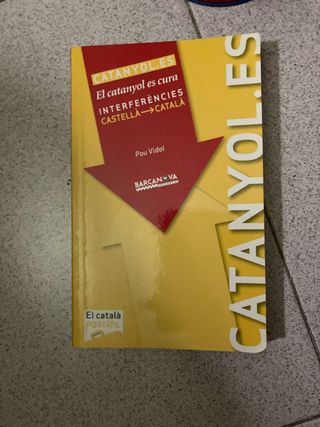 CATANYOL.ES
El catanyol es cura
INTERFERÈNCIES
CASTELLÀ→CATALÀ
Pau Vidal
BARCANOVA
El català
PORTÀTIL
CATANYOL.ES